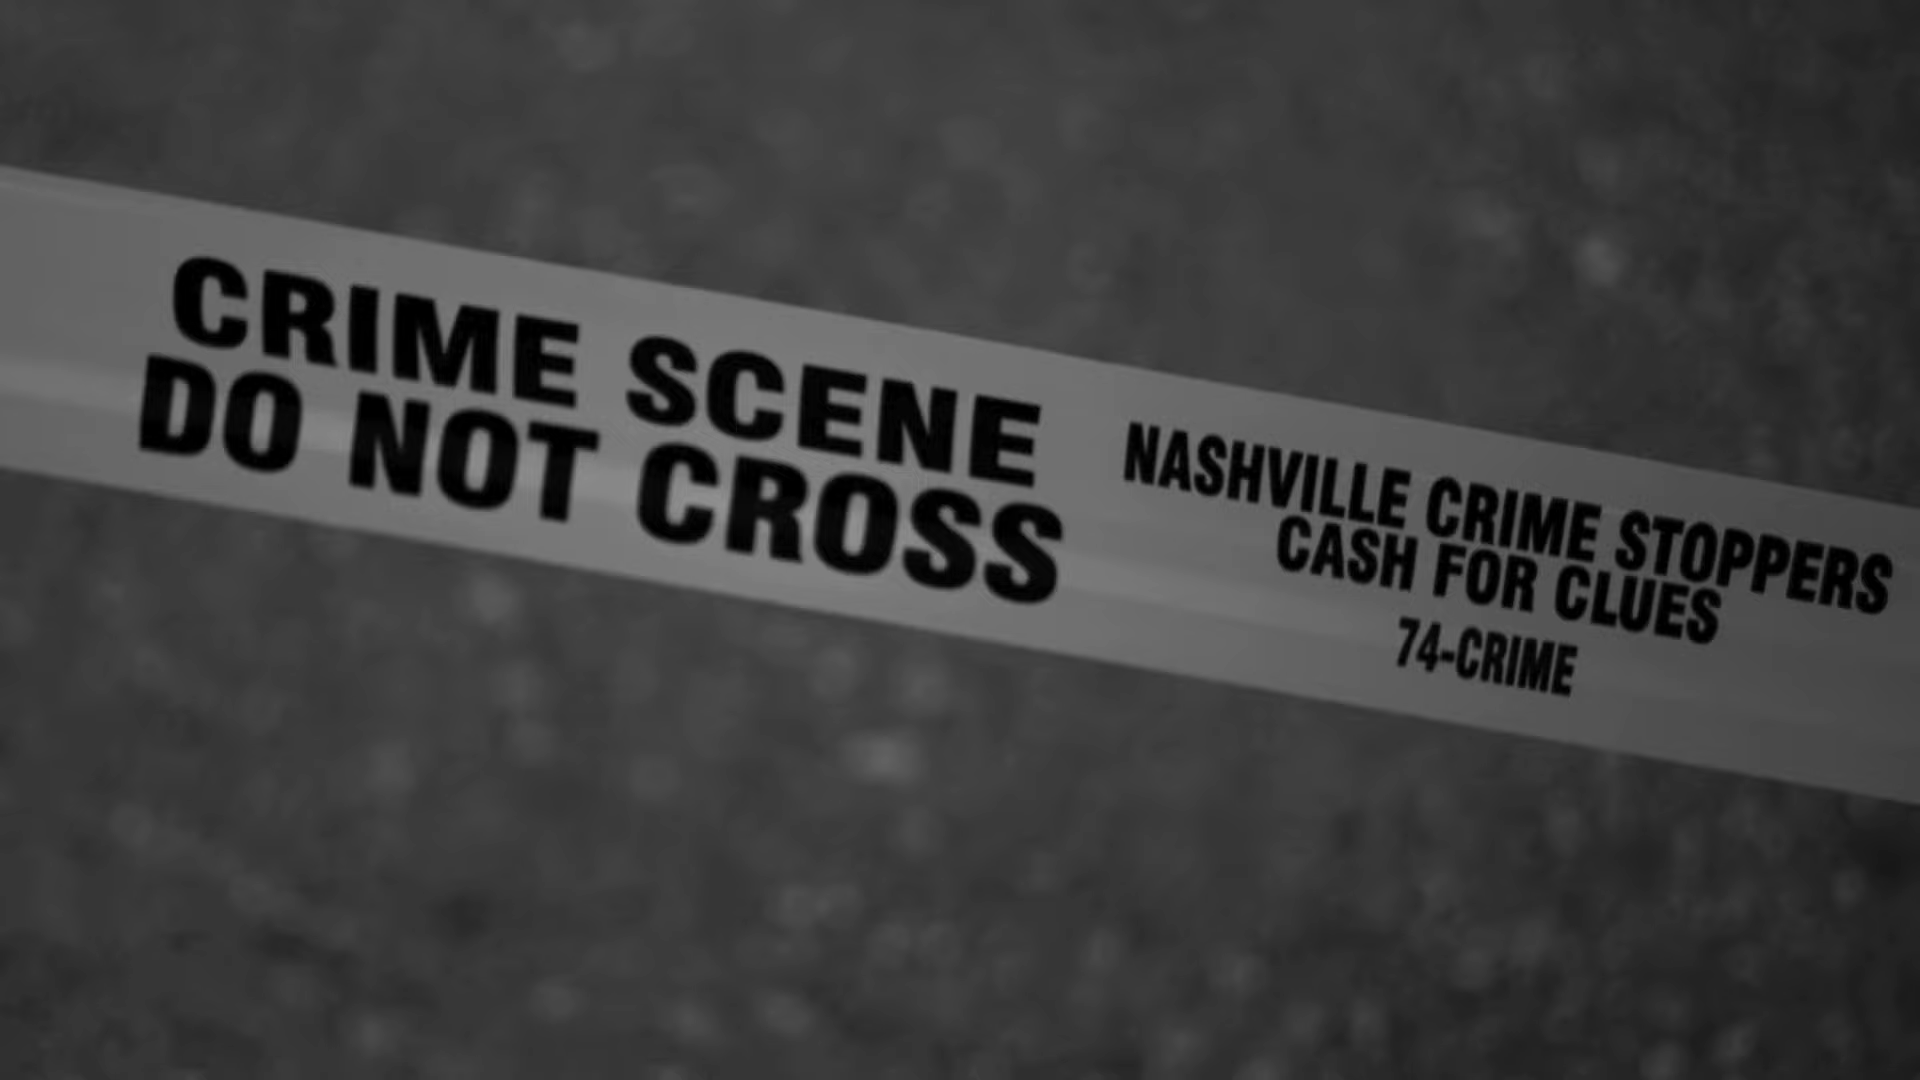 CRIME SCENE
DO NOT CROSS
NASHVILLE CRIME STOPPERS
CASH FOR CLUES
74-CRIME